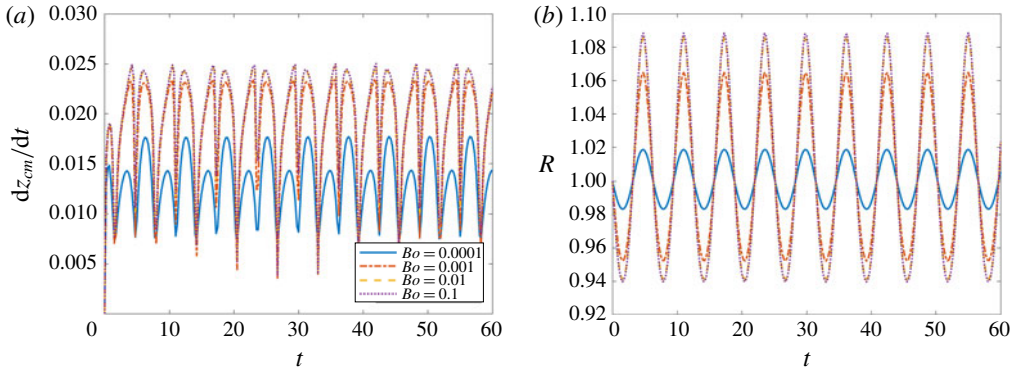 (a)
0.030
0.025
0.020
0.015
0.010
0.005
dz_cm/dt
0 10 20 30 40 50 60
t
Bo = 0.0001
Bo = 0.001
Bo = 0.01
Bo = 0.1
(b)
1.10
1.08
1.06
1.04
1.02
1.00
0.98
0.96
0.94
0.92
R
0 10 20 30 40 50 60
t